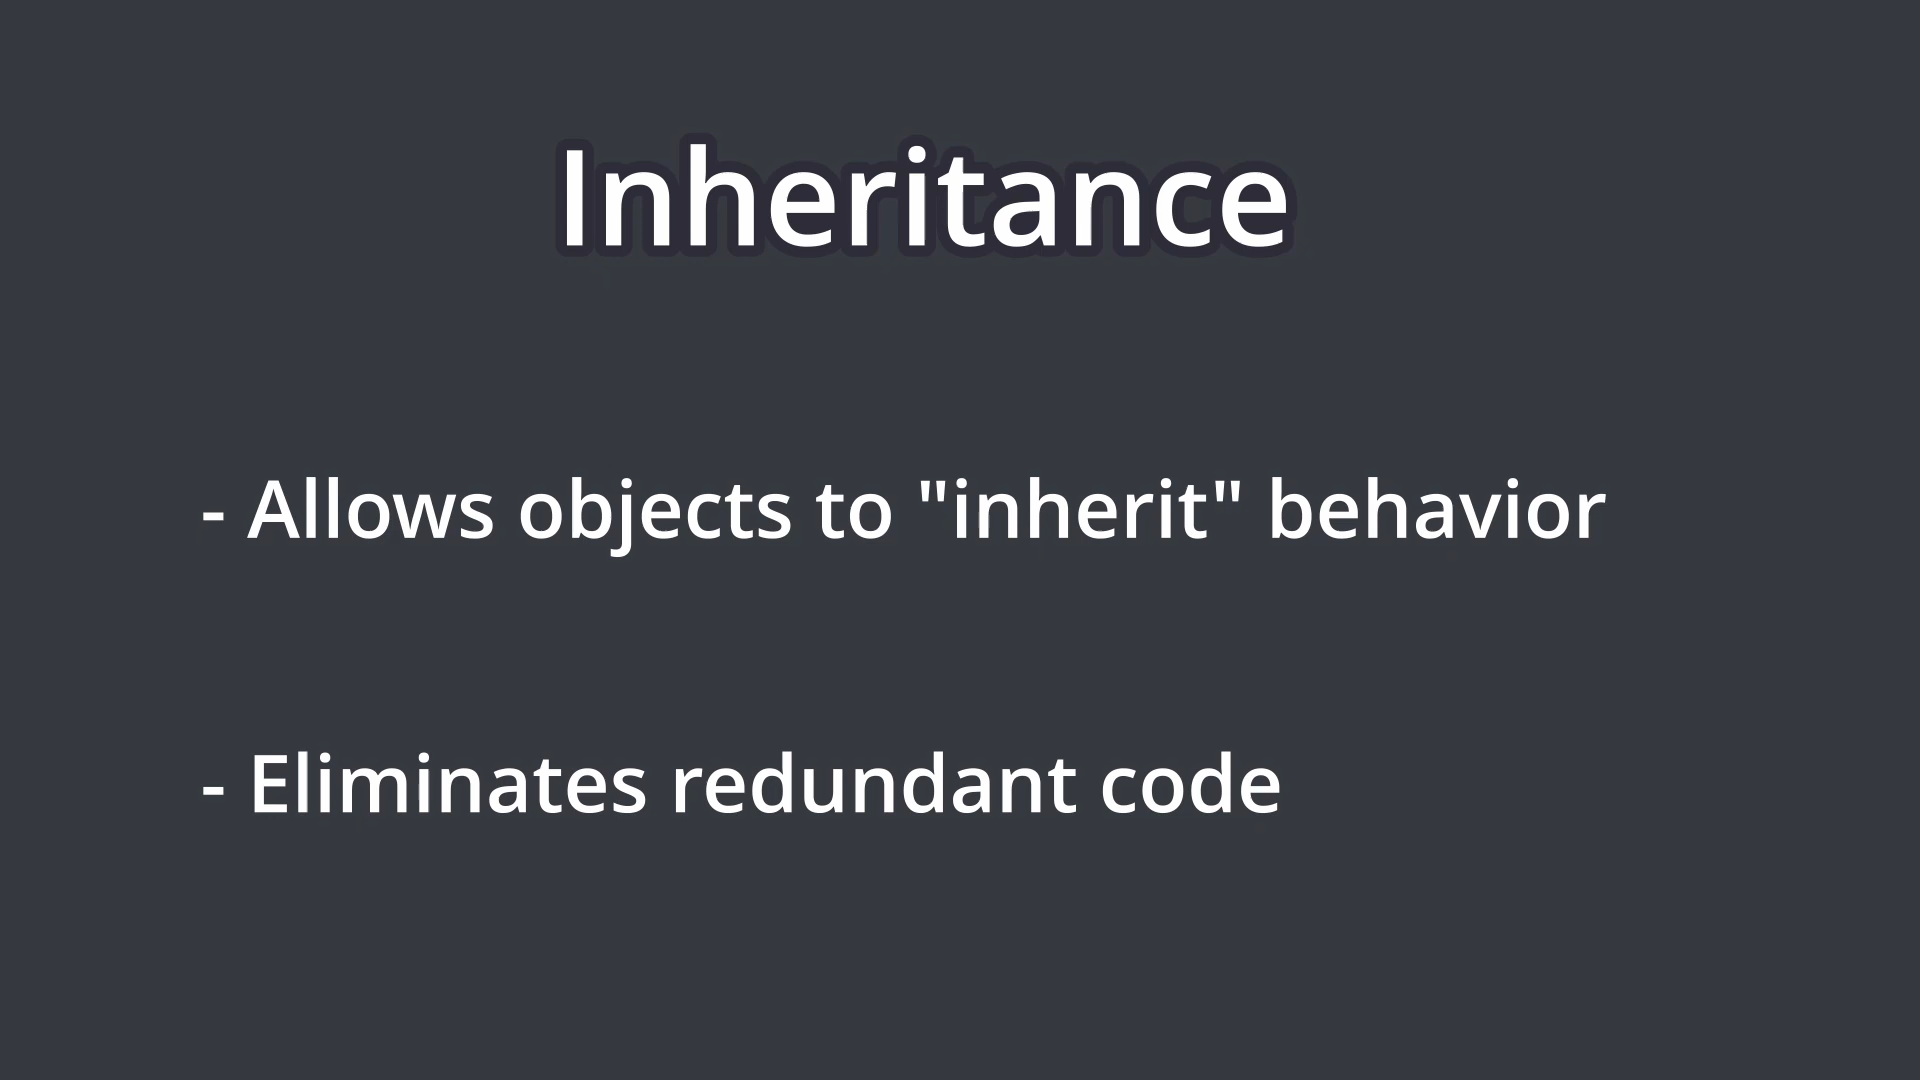 Inheritance
- Allows objects to "inherit" behavior
- Eliminates redundant code